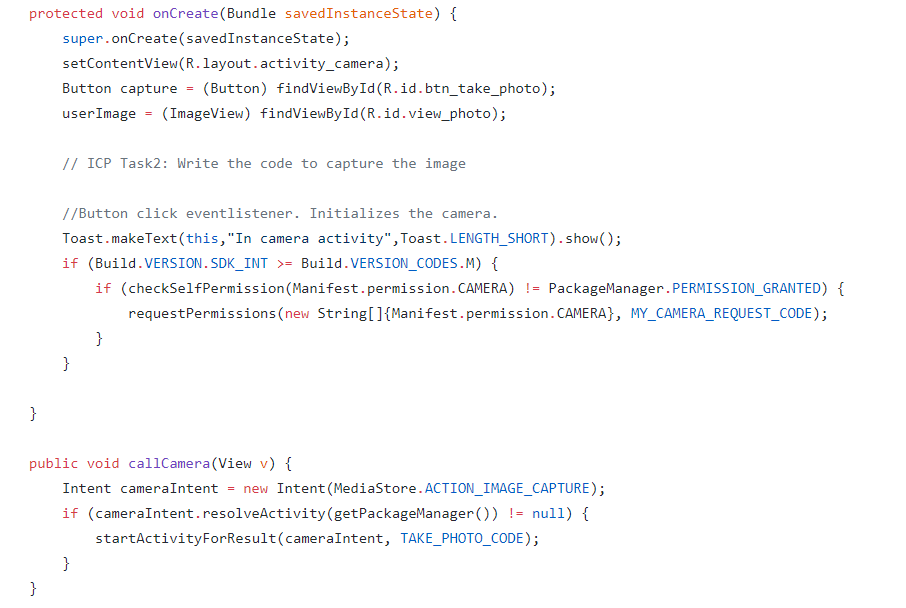 protected void onCreate(Bundle savedInstanceState) {
super.onCreate(savedInstanceState);
setContentView(R.layout.activity_camera);
Button capture = (Button) findViewById(R.id.btn_take_photo);
userImage = (ImageView) findViewById(R.id.view_photo);
// ICP Task2: Write the code to capture the image
//Button click eventlistener. Initializes the camera.
Toast.makeText(this,"In camera activity",Toast.LENGTH_SHORT).show();
if (Build.VERSION.SDK_INT >= Build.VERSION_CODES.M) {
if (checkSelfPermission(Manifest.permission.CAMERA) != PackageManager.PERMISSION_GRANTED) {
requestPermissions(new String[]{Manifest.permission.CAMERA}, MY_CAMERA_REQUEST_CODE);
}
}
}
public void callCamera(View v) {
Intent cameraIntent = new Intent(MediaStore.ACTION_IMAGE_CAPTURE);
if (cameraIntent.resolveActivity(getPackageManager()) != null) {
startActivityForResult(cameraIntent, TAKE_PHOTO_CODE);
}
}